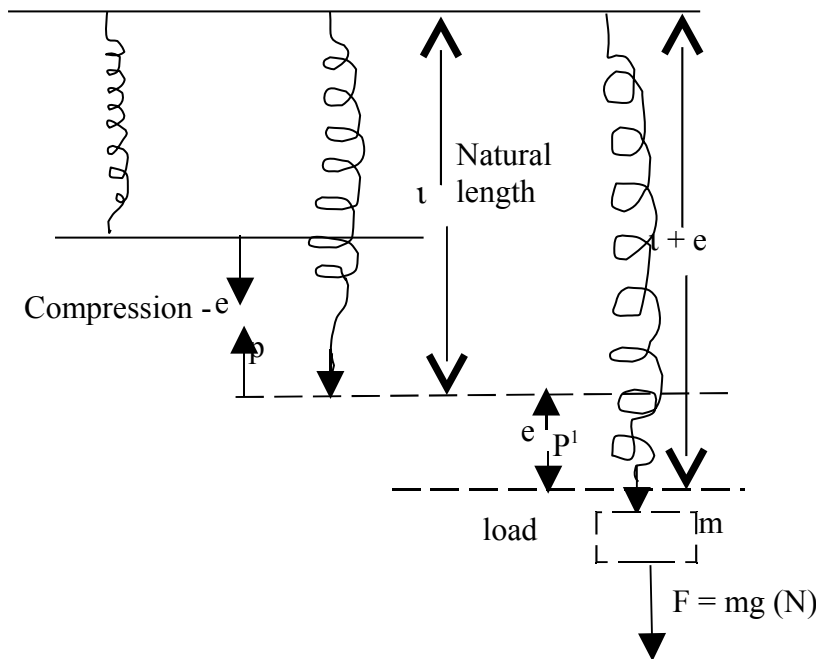 Natural
length
ι
ι + e
Compression - e
p
e
P¹
load
m
F = mg (N)